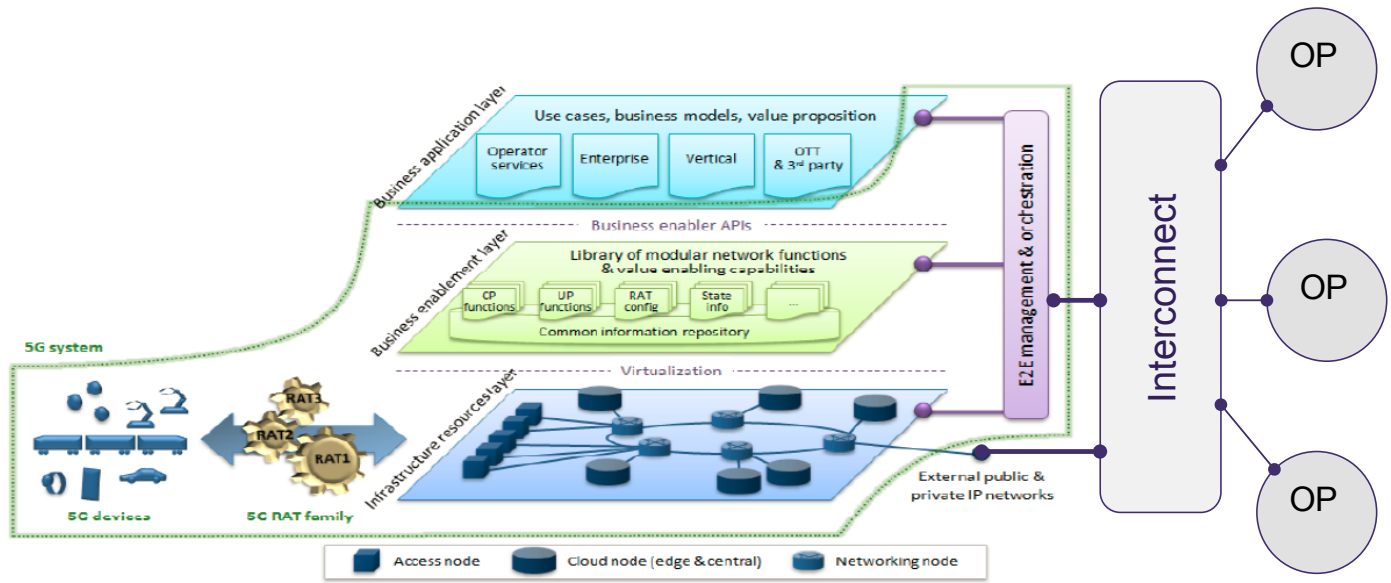 OP
Business application layer
Use cases, business models, value proposition
Operator
services
Enterprise
Vertical
OTT
& 3rd party
Business enabler APIs
Business enablement layer
Library of modular network functions
& value enabling capabilities
CP
functions
UP
functions
RAT
config
State
info
...
Common information repository
E2E management & orchestration
Interconnect
OP
5G system
Virtualization
Infrastructure resources layer
RAT3
RAT2
RAT1
External public &
private IP networks
OP
5G devices
5G RAT family
Access node
Cloud node (edge & central)
Networking node